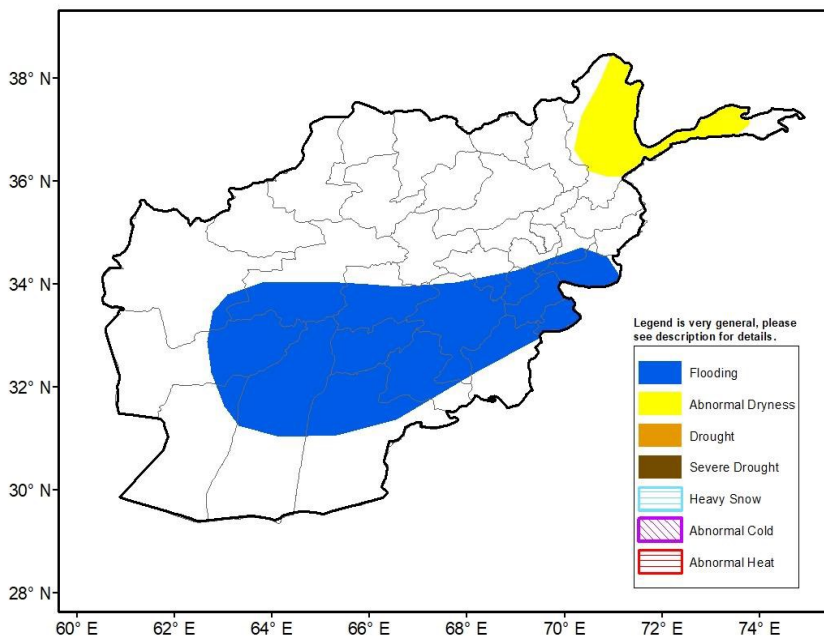 38° N
36° N
34° N
32° N
30° N
28° N
60° E 62° E 64° E 66° E 68° E 70° E 72° E 74° E
Legend is very general, please
see description for details.
Flooding
Abnormal Dryness
Drought
Severe Drought
Heavy Snow
Abnormal Cold
Abnormal Heat